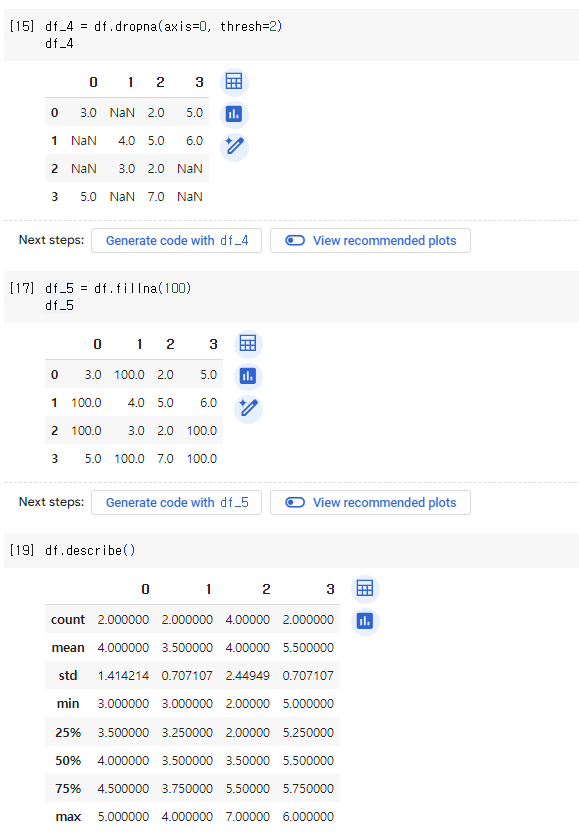 [15] df_4 = df.dropna(axis=0, thresh=2)
df_4
0 1 2 3
0 3.0 NaN 2.0 5.0
1 NaN 4.0 5.0 6.0
2 NaN 3.0 2.0 NaN
3 5.0 NaN 7.0 NaN
Next steps: Generate code with df_4 View recommended plots
[17] df_5 = df.fillna(100)
df_5
0 1 2 3
0 3.0 100.0 2.0 5.0
1 100.0 4.0 5.0 6.0
2 100.0 3.0 2.0 100.0
3 5.0 100.0 7.0 100.0
Next steps: Generate code with df_5 View recommended plots
[19] df.describe()
0 1 2 3
count 2.000000 2.000000 4.00000 2.000000
mean 4.000000 3.500000 4.00000 5.500000
std 1.414214 0.707107 2.44949 0.707107
min 3.000000 3.000000 2.00000 5.000000
25% 3.500000 3.250000 2.00000 5.250000
50% 4.000000 3.500000 3.50000 5.500000
75% 4.500000 3.750000 5.50000 5.750000
max 5.000000 4.000000 7.00000 6.000000